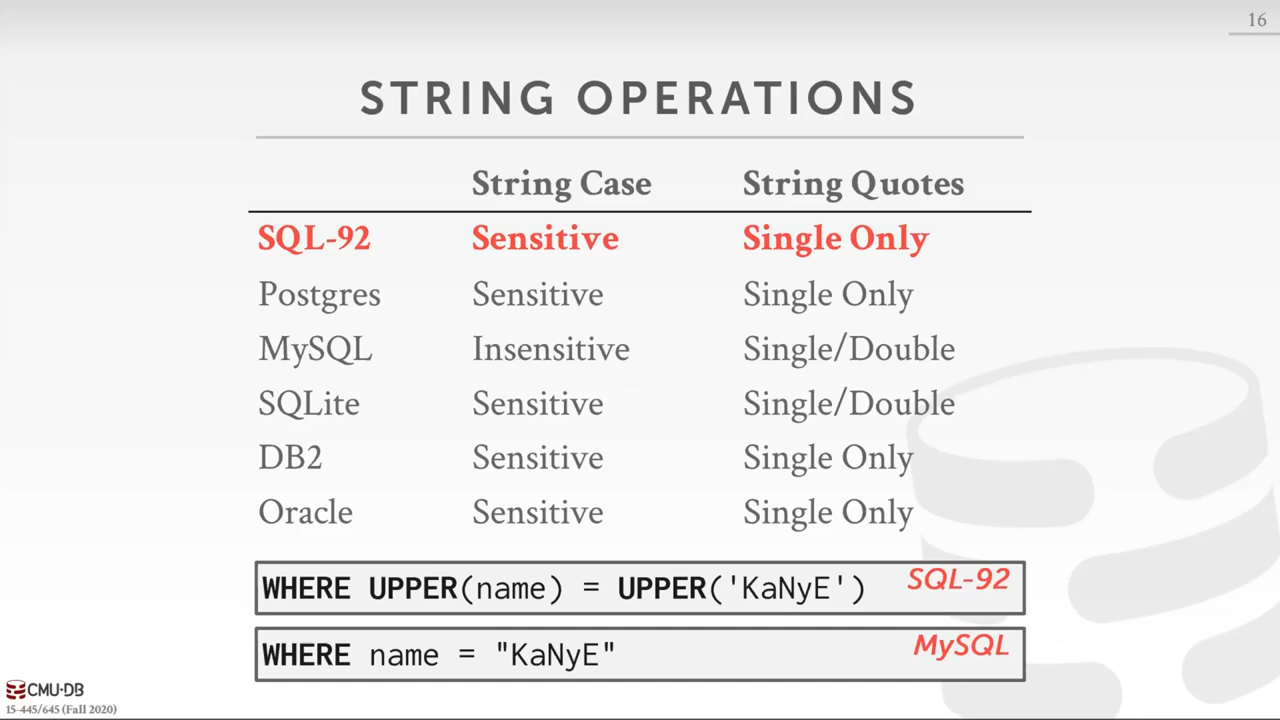 16
STRING OPERATIONS
String Case String Quotes
SQL-92 Sensitive Single Only
Postgres Sensitive Single Only
MySQL Insensitive Single/Double
SQLite Sensitive Single/Double
DB2 Sensitive Single Only
Oracle Sensitive Single Only
WHERE UPPER(name) = UPPER('KaNyE') SQL-92
WHERE name = "KaNyE" MySQL
CMU·DB
15-445/645 (Fall 2020)